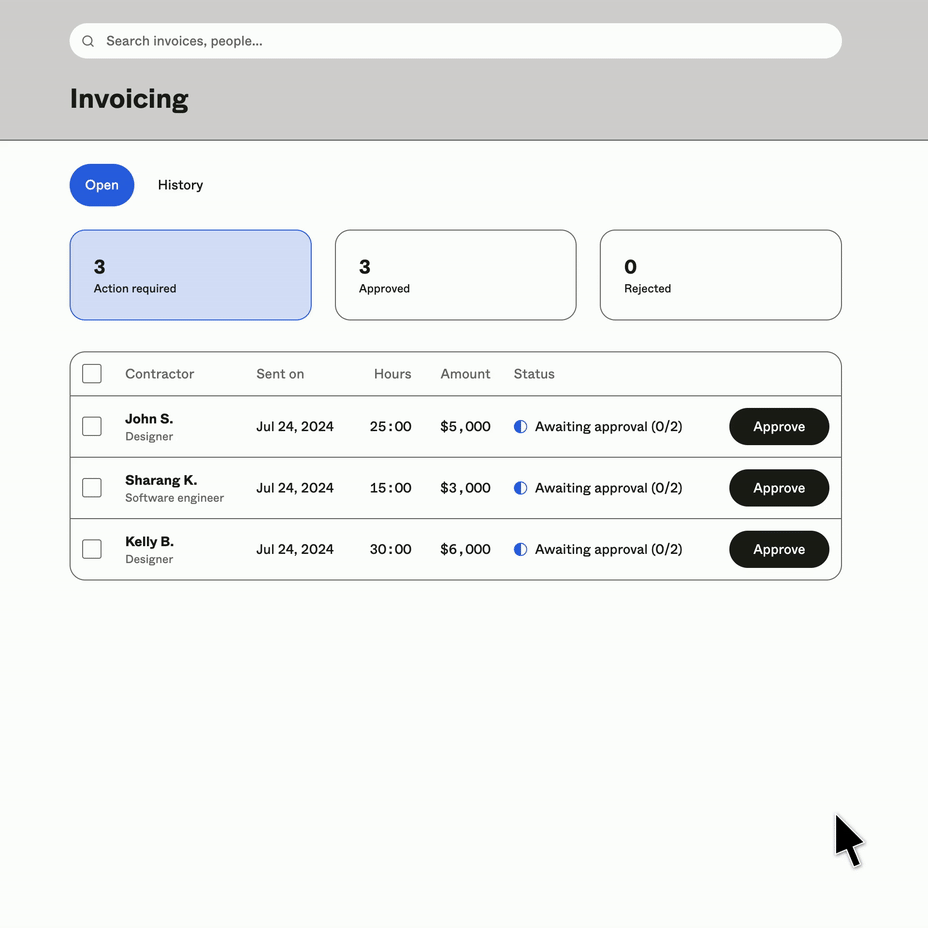 Search invoices, people...
Invoicing
Open History
3 3 0
Action required Approved Rejected
Contractor Sent on Hours Amount Status
John S.
Designer
Jul 24, 2024 25:00 $5,000 Awaiting approval (0/2) Approve
Sharang K.
Software engineer
Jul 24, 2024 15:00 $3,000 Awaiting approval (0/2) Approve
Kelly B.
Designer
Jul 24, 2024 30:00 $6,000 Awaiting approval (0/2) Approve